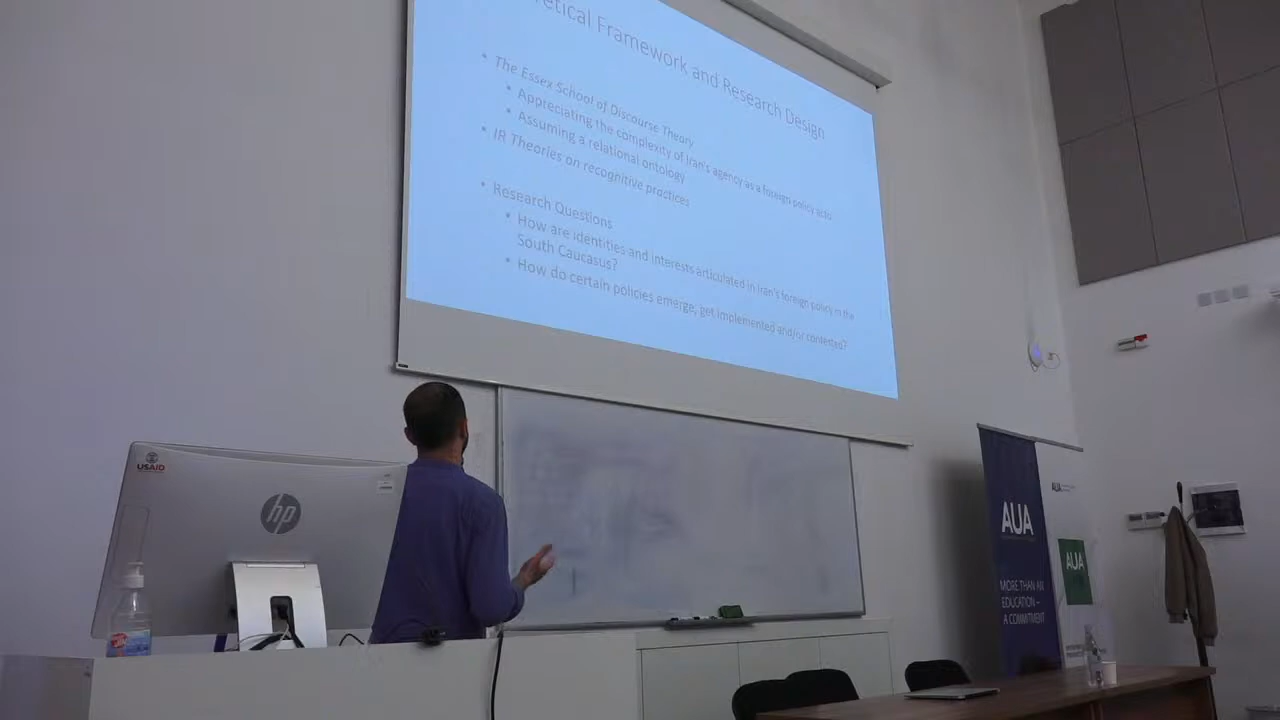 etical Framework and Research Design
• The Essex School of Discourse Theory
• Appreciating the complexity of Iran's agency as a foreign policy acto
• Assuming a relational ontology
• IR Theories on recognitive practices
• Research Questions
• How are identities and interests articulated in Iran's foreign policy in the
South Caucasus?
• How do certain policies emerge, get implemented and/or contested?
USAID
hp
AUA
MORE THAN AN
EDUCATION –
A COMMITMENT
AUA
AUA